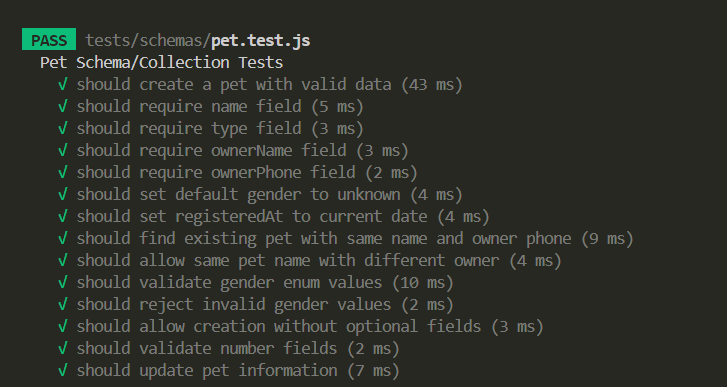 PASS tests/schemas/pet.test.js
Pet Schema/Collection Tests
√ should create a pet with valid data (43 ms)
√ should require name field (5 ms)
√ should require type field (3 ms)
√ should require ownerName field (3 ms)
√ should require ownerPhone field (2 ms)
√ should set default gender to unknown (4 ms)
√ should set registeredAt to current date (4 ms)
√ should find existing pet with same name and owner phone (9 ms)
√ should allow same pet name with different owner (4 ms)
√ should validate gender enum values (10 ms)
√ should reject invalid gender values (2 ms)
√ should allow creation without optional fields (3 ms)
√ should validate number fields (2 ms)
√ should update pet information (7 ms)